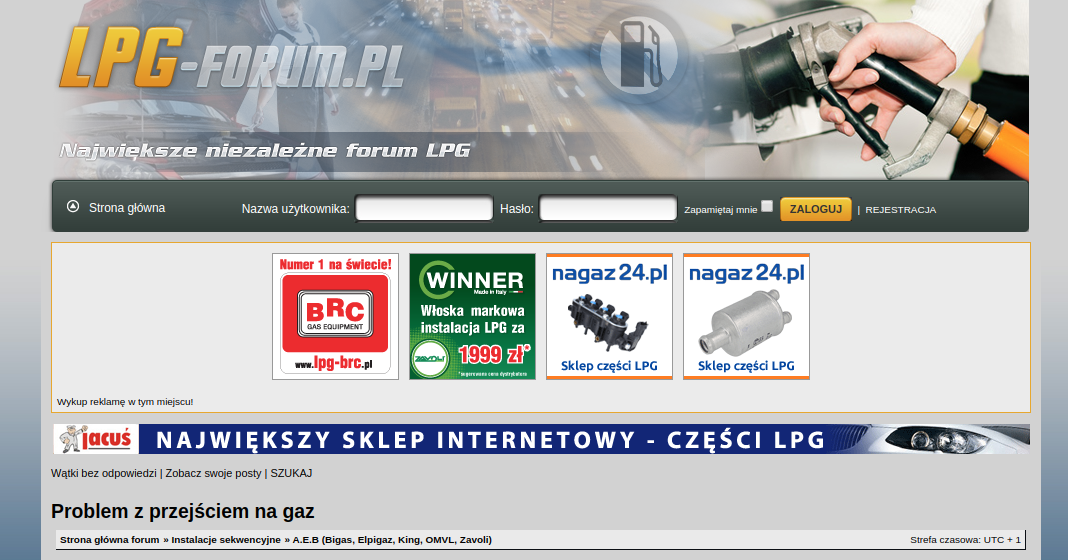 LPG-FORUM.PL
Największe niezależne forum LPG
Strona główna
Nazwa użytkownika: Hasło: Zapamiętaj mnie ZALOGUJ | REJESTRACJA
Numer 1 na świecie!
BRC
GAS EQUIPMENT
www.lpg-brc.pl
WINNER
Made in Italy
Włoska markowa
instalacja LPG za
ZAVOLI
1999 zł*
*sugerowana cena dystrybutora
nagaz24.pl
Sklep części LPG
nagaz24.pl
Sklep części LPG
Wykup reklamę w tym miejscu!
jacuś NAJWIĘKSZY SKLEP INTERNETOWY - CZĘŚCI LPG
Wątki bez odpowiedzi | Zobacz swoje posty | SZUKAJ
Problem z przejściem na gaz
Strona główna forum » Instalacje sekwencyjne » A.E.B (Bigas, Elpigaz, King, OMVL, Zavoli) Strefa czasowa: UTC + 1